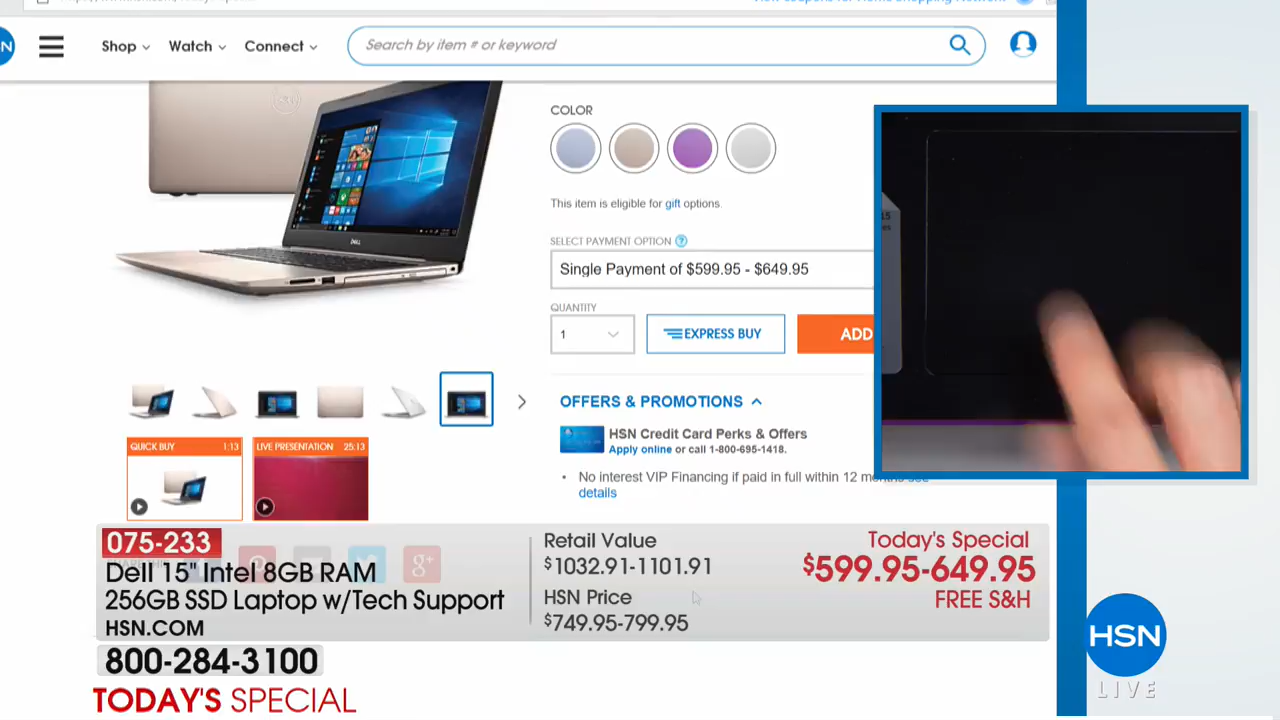 Shop
Watch
Connect
Search by item # or keyword
COLOR
This item is eligible for gift options.
SELECT PAYMENT OPTION ?
Single Payment of $599.95 - $649.95
QUANTITY
1
EXPRESS BUY
ADD
OFFERS & PROMOTIONS
HSN Credit Card Perks & Offers
Apply online or call 1-800-695-1418.
No interest VIP Financing if paid in full within 12
details
DELL
QUICK BUY 1:13
LIVE PRESENTATION 25:13
075-233
Dell 15" Intel 8GB RAM
256GB SSD Laptop w/Tech Support
HSN.COM
Retail Value
$1032.91-1101.91
HSN Price
$749.95-799.95
Today's Special
$599.95-649.95
FREE S&H
g+
800-284-3100
TODAY'S SPECIAL
HSN
LIVE